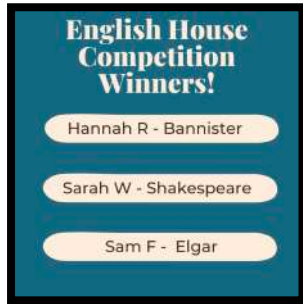 English House
Competition
Winners!
Hannah R - Bannister
Sarah W - Shakespeare
Sam F - Elgar